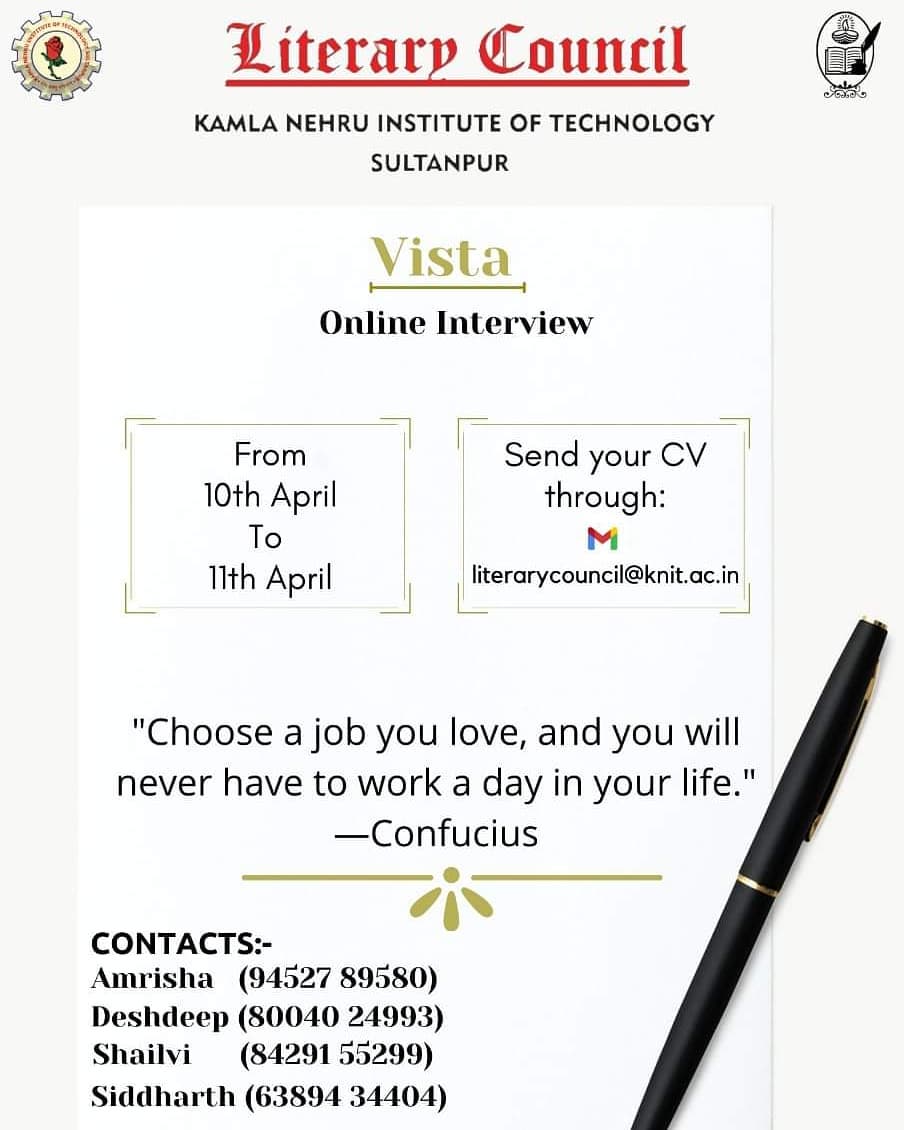 Literary Council
KAMLA NEHRU INSTITUTE OF TECHNOLOGY
SULTANPUR
Vista
Online Interview
From
10th April
To
11th April
Send your CV
through:
literarycouncil@knit.ac.in
"Choose a job you love, and you will
never have to work a day in your life."
—Confucius
CONTACTS:-
Amrisha (94527 89580)
Deshdeep (80040 24993)
Shailvi (84291 55299)
Siddharth (63894 34404)